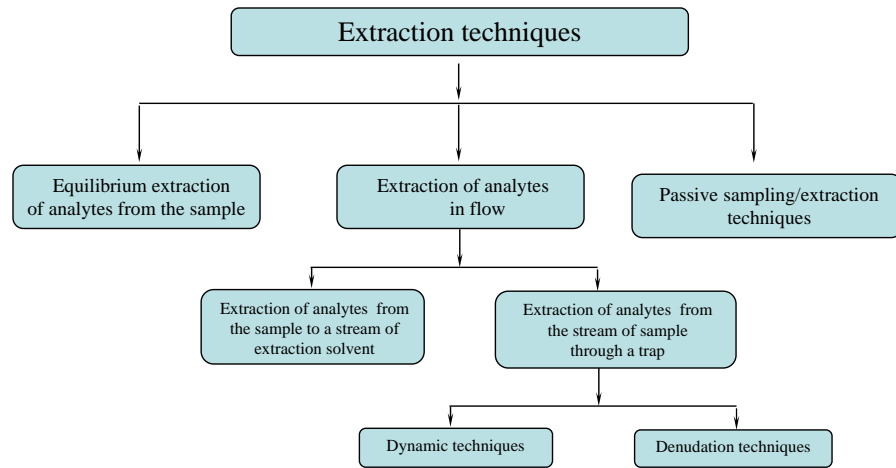 Extraction techniques
Equilibrium extraction
of analytes from the sample
Extraction of analytes
in flow
Passive sampling/extraction
techniques
Extraction of analytes from
the sample to a stream of
extraction solvent
Extraction of analytes from
the stream of sample
through a trap
Dynamic techniques
Denudation techniques